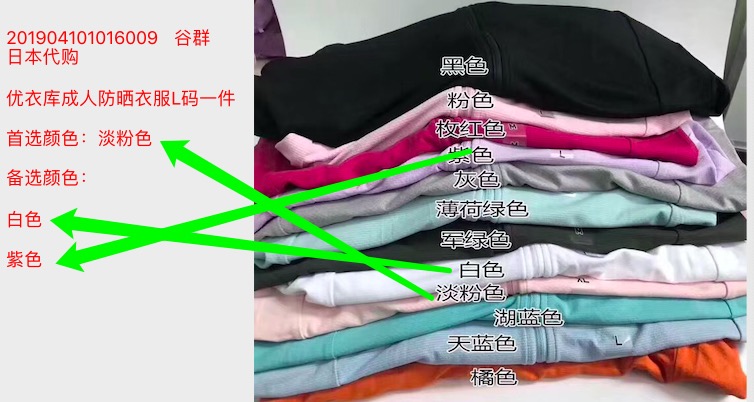 201904101016009 谷群
日本代购
优衣库成人防晒衣服L码一件
首选颜色：淡粉色
备选颜色：
白色
紫色
黑色
粉色
枚红色
M
紫色
L
灰色
薄荷绿色
军绿色
白色
XL
淡粉色
湖蓝色
天蓝色
L
橘色